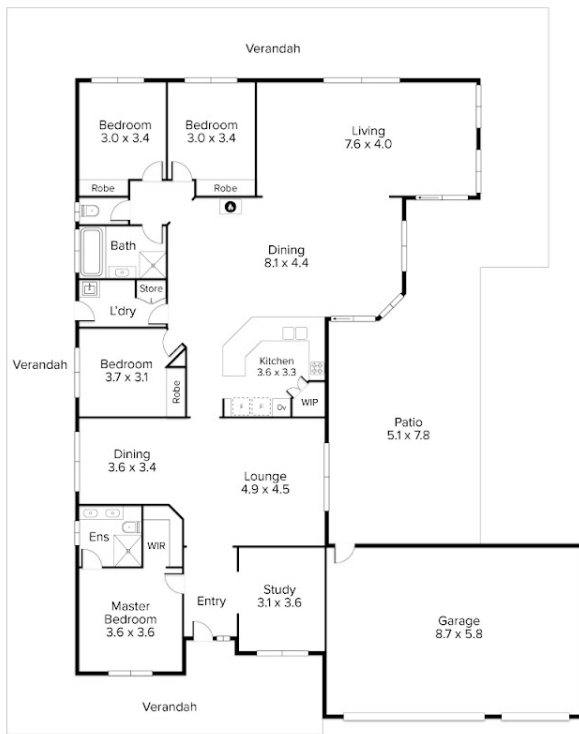 Verandah
Bedroom
3.0 x 3.4
Bedroom
3.0 x 3.4
Living
7.6 x 4.0
Robe
Robe
Bath
Dining
8.1 x 4.4
Store
L'dry
Verandah
Bedroom
3.7 x 3.1
Robe
Kitchen
3.6 x 3.3
F
F
Ov
WIP
Patio
5.1 x 7.8
Dining
3.6 x 3.4
Lounge
4.9 x 4.5
Ens
WIR
Master
Bedroom
3.6 x 3.6
Entry
Study
3.1 x 3.6
Garage
8.7 x 5.8
Verandah